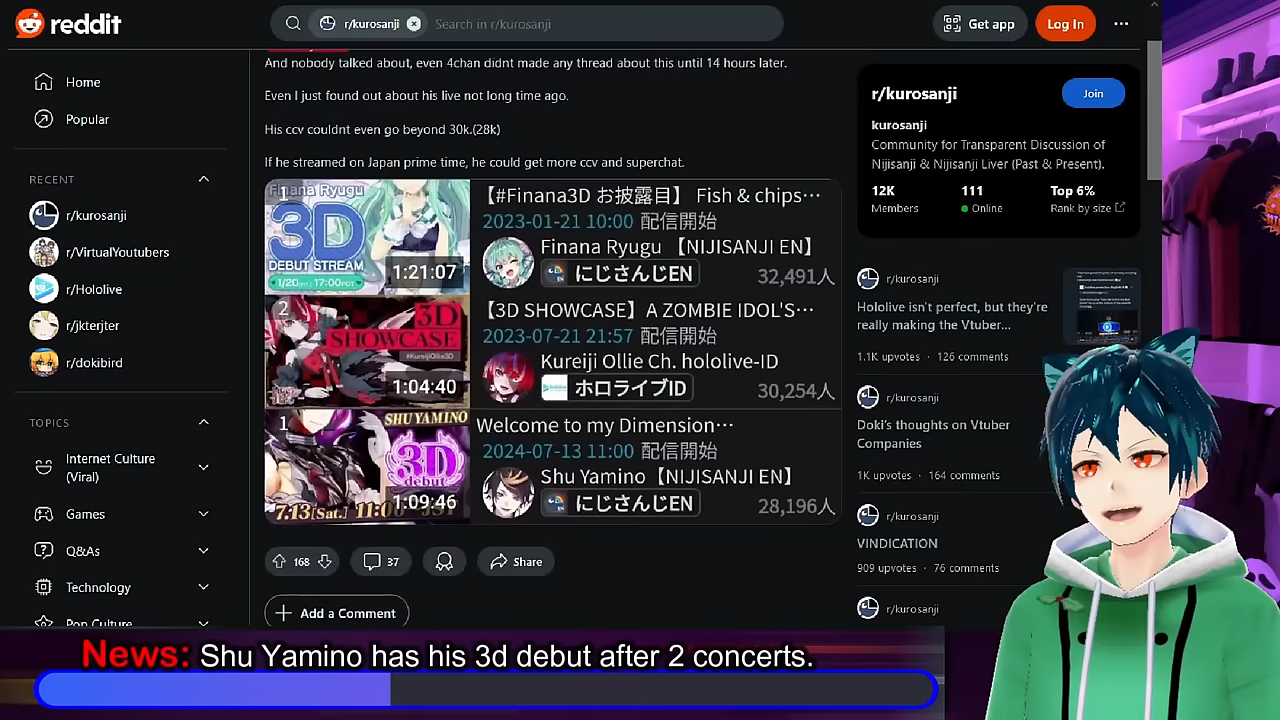 reddit
r/kurosanji
Search in r/kurosanji
Get app
Log In
Home
Popular
RECENT
r/kurosanji
r/VirtualYoutubers
r/Hololive
r/jkterjter
r/dokibird
TOPICS
Internet Culture
(Viral)
Games
Q&As
Technology
Pop Culture
And nobody talked about, even 4chan didnt made any thread about this until 14 hours later.
Even I just found out about his live not long time ago.
His ccv couldnt even go beyond 30k.(28k)
If he streamed on Japan prime time, he could get more ccv and superchat.
1
Finana Ryugu
3D
DEBUT STREAM
1/20
17:00
1:21:07
【#Finana3D お披露目】 Fish & chips…
2023-01-21 10:00 配信開始
Finana Ryugu 【NIJISANJI EN】
にじさんじEN
32,491人
2
3D
SHOWCASE
#KureijiOllie3D
1:04:40
【3D SHOWCASE】A ZOMBIE IDOL'S…
2023-07-21 21:57 配信開始
Kureiji Ollie Ch. hololive-ID
ホロライブID
30,254人
1
SHU YAMINO
3D
debut
7.13[Sat.] 11:00 JST
1:09:46
Welcome to my Dimension…
2024-07-13 11:00 配信開始
Shu Yamino【NIJISANJI EN】
にじさんじEN
28,196人
168
37
Share
Add a Comment
r/kurosanji
Join
kurosanji
Community for Transparent Discussion of
Nijisanji & Nijisanji Liver (Past & Present).
12K
111
Top 6%
Members
Online
Rank by size
r/kurosanji
Hololive isn't perfect, but they're
really making the Vtuber...
1.1K upvotes · 126 comments
r/kurosanji
Doki's thoughts on Vtuber
Companies
1K upvotes · 164 comments
r/kurosanji
VINDICATION
909 upvotes · 76 comments
r/kurosanji
News: Shu Yamino has his 3d debut after 2 concerts.